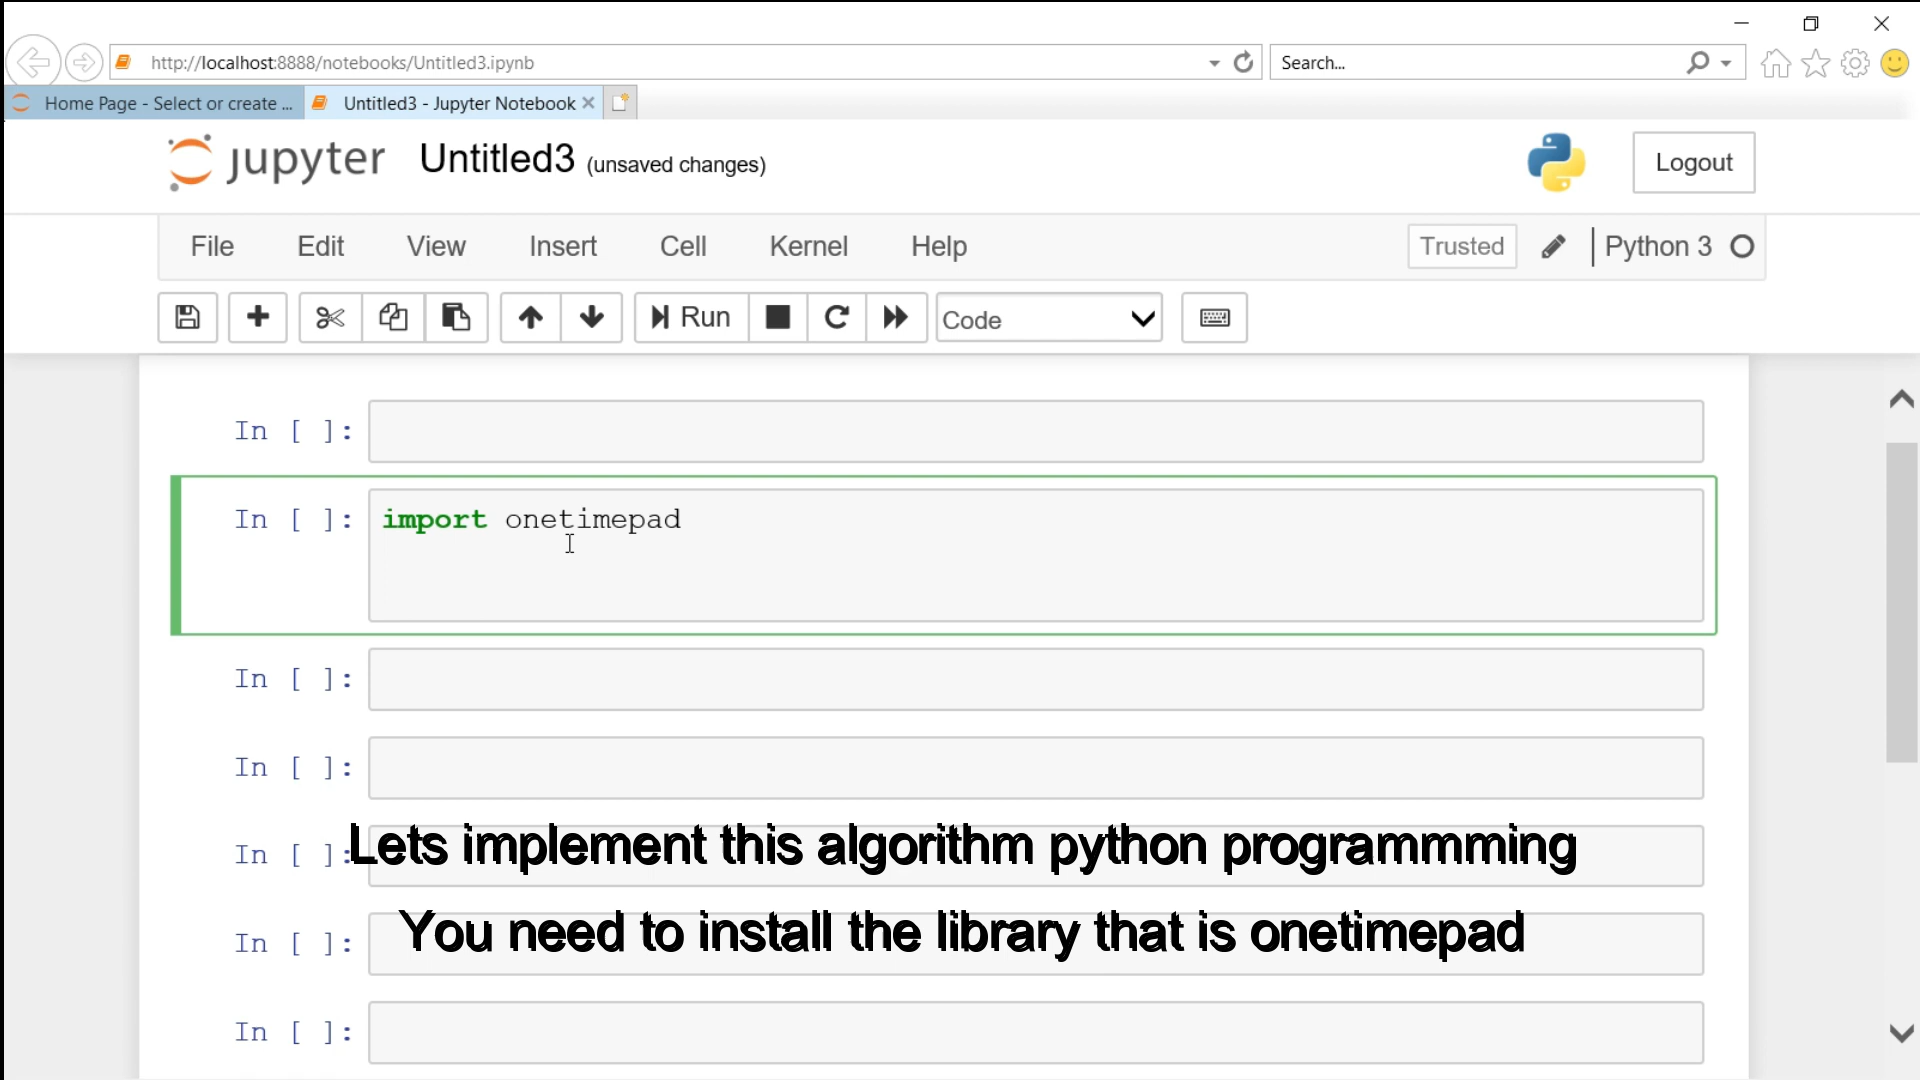 http://localhost:8888/notebooks/Untitled3.ipynb
Search...
Home Page - Select or create ...
Untitled3 - Jupyter Notebook
jupyter Untitled3 (unsaved changes)
Logout
File Edit View Insert Cell Kernel Help
Trusted
Python 3
Run
Code
In [ ]:
In [ ]: import onetimepad
In [ ]:
In [ ]:
In [ ]:
Lets implement this algorithm python programmming
In [ ]:
You need to install the library that is onetimepad
In [ ]: